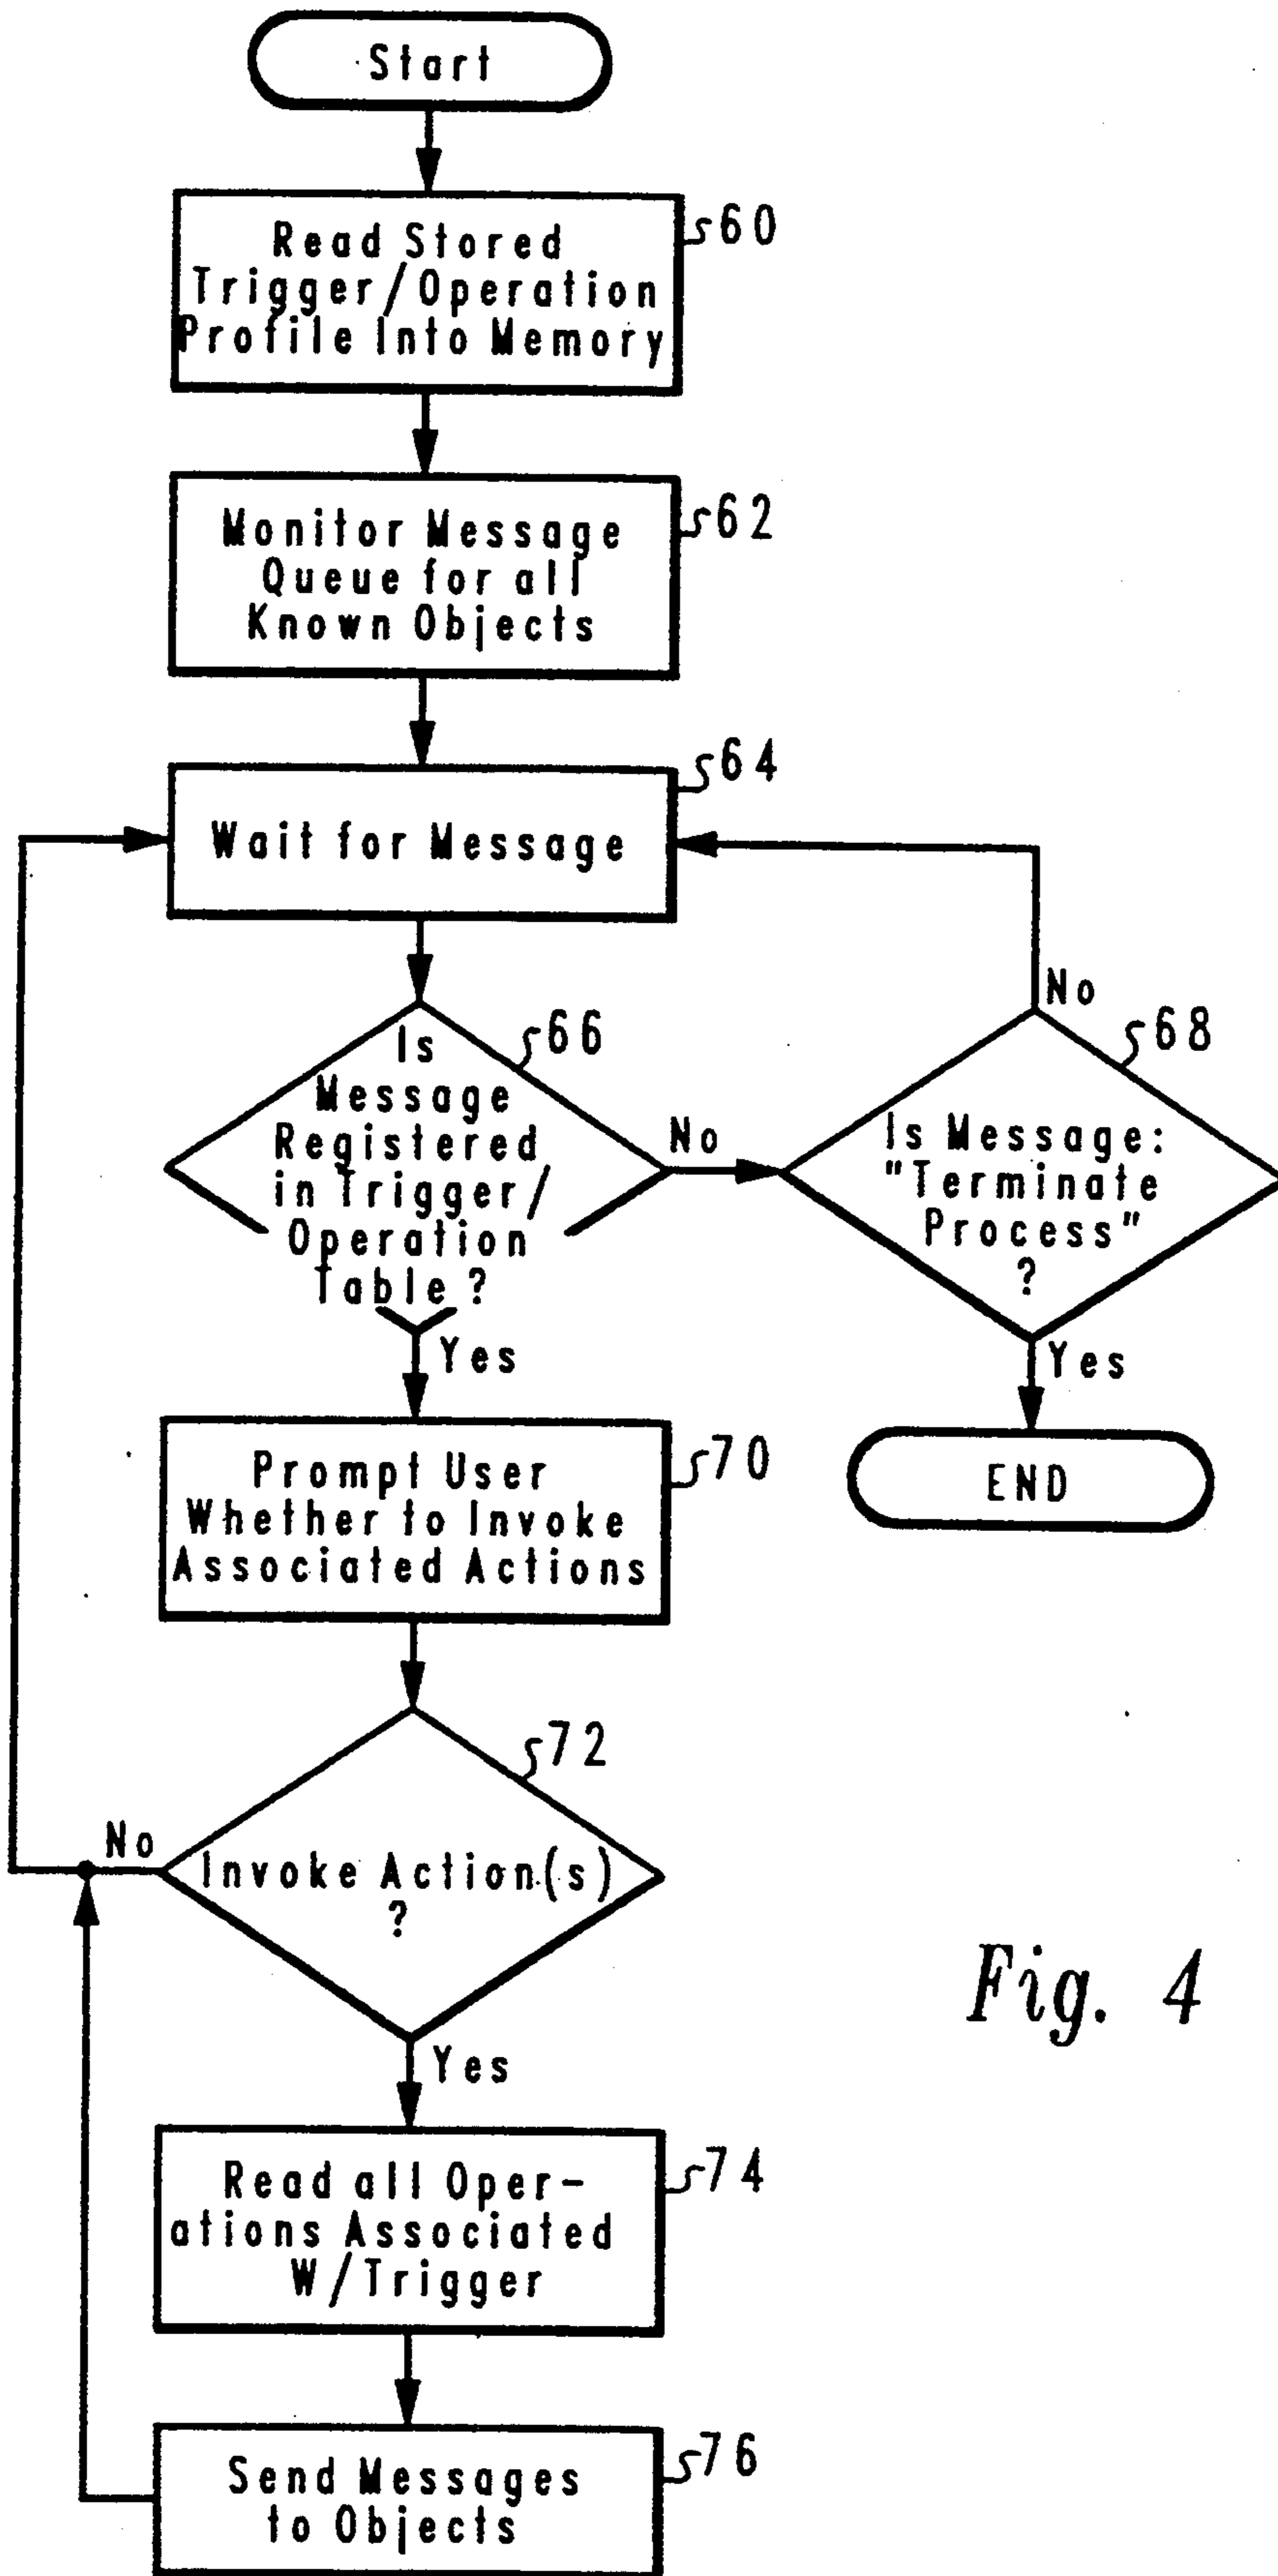 Start
60
Read Stored
Trigger/Operation
Profile Into Memory
62
Monitor Message
Queue for all
Known Objects
64
Wait for Message
66
Is
Message
Registered
in Trigger/
Operation
Table ?
No
No
68
Is Message:
"Terminate
Process"
?
Yes
END
Yes
70
Prompt User
Whether to Invoke
Associated Actions
72
No
Invoke Action(s)
?
Yes
74
Read all Oper-
ations Associated
W/Trigger
76
Send Messages
to Objects
Fig. 4